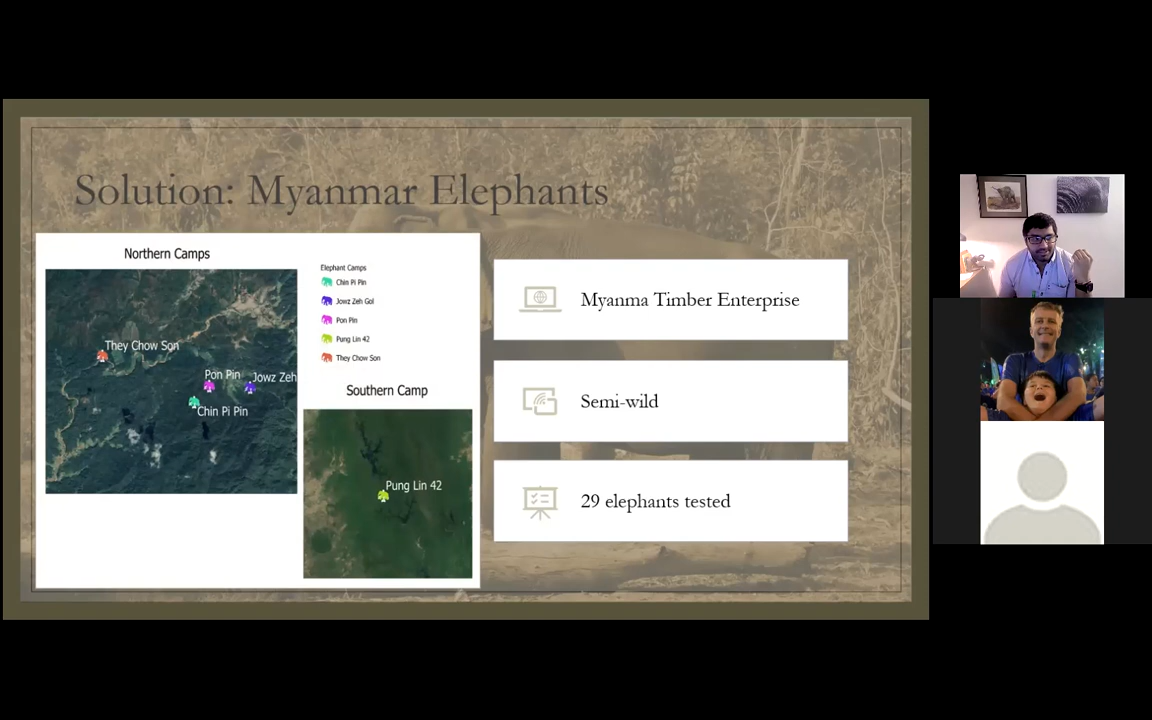 Solution: Myanmar Elephants
Northern Camps
They Chow Son
Pon Pin
Jowz Zeh
Chin Pi Pin
Elephant Camps
Chin Pi Pin
Jowz Zeh Gol
Pon Pin
Pung Lin 42
They Chow Son
Southern Camp
Pung Lin 42
Myanma Timber Enterprise
Semi-wild
29 elephants tested